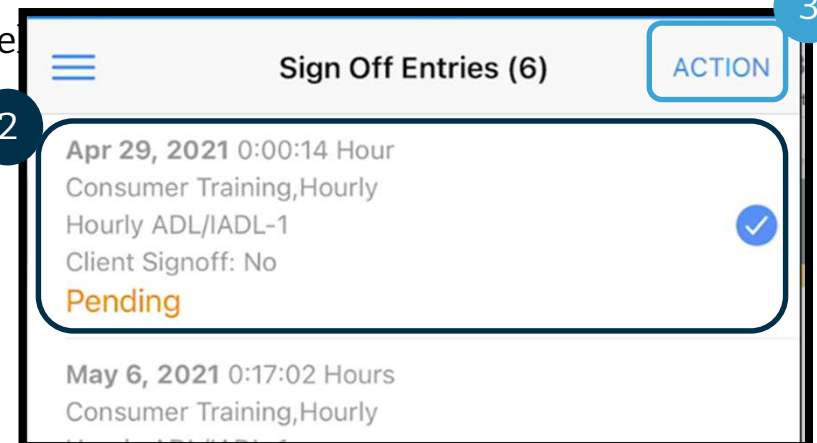 3
Sign Off Entries (6) ACTION
2
Apr 29, 2021 0:00:14 Hour
Consumer Training,Hourly
Hourly ADL/IADL-1
Client Signoff: No
Pending
May 6, 2021 0:17:02 Hours
Consumer Training,Hourly